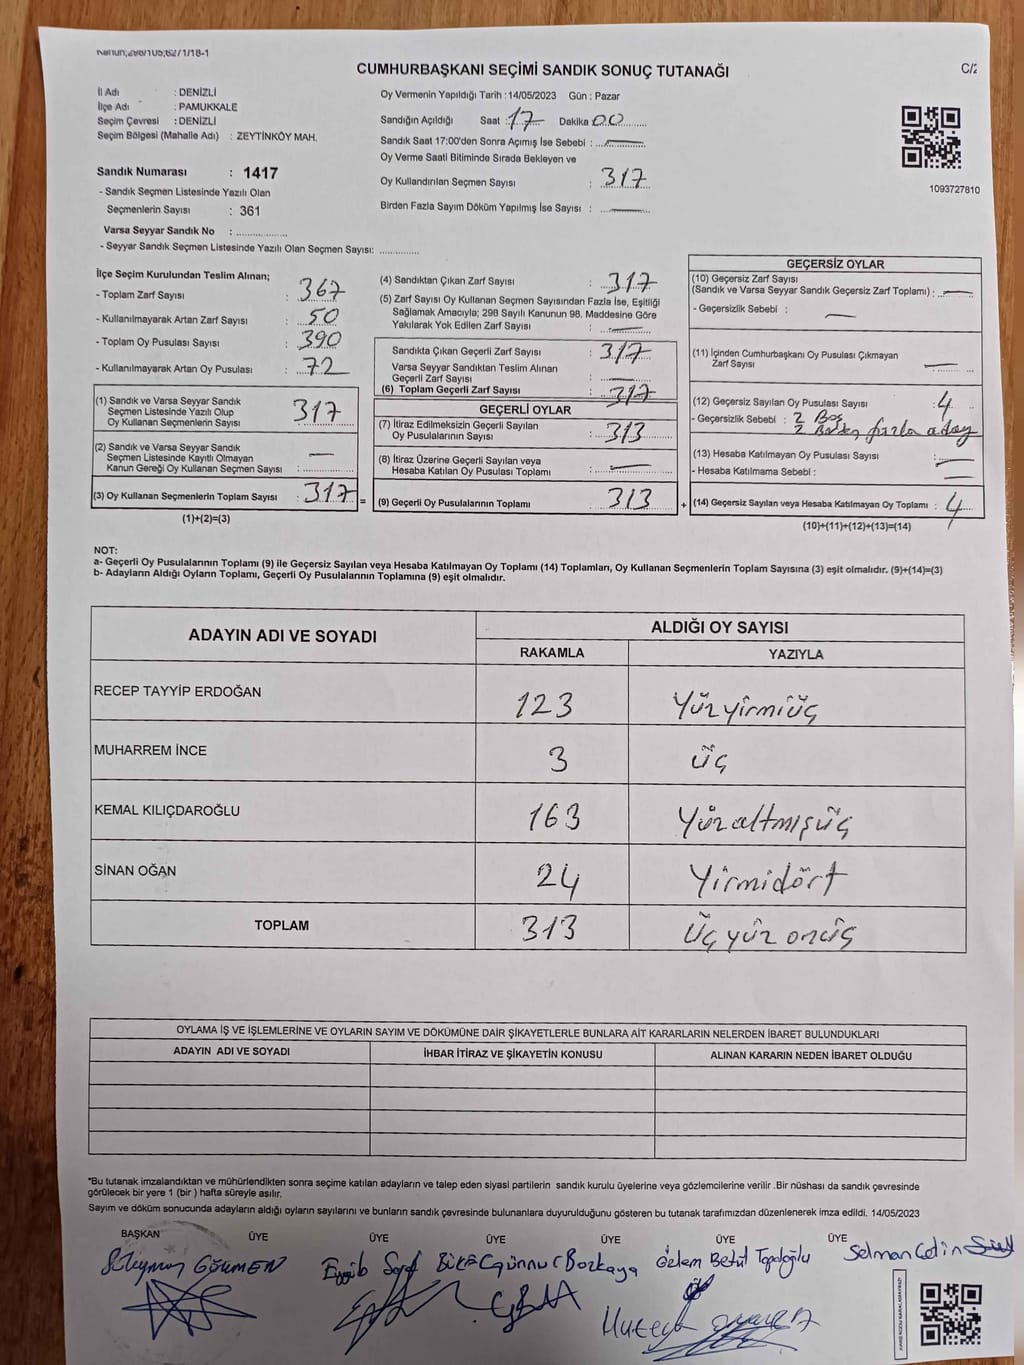 CUMHURBAŞKANI SEÇİMİ SANDIK SONUÇ TUTANAĞI
İl Adı : DENİZLİ
İlçe Adı : PAMUKKALE
Seçim Çevresi : DENİZLİ
Seçim Bölgesi (Mahalle Adı) : ZEYTİNKÖY MAH.
Sandık Numarası : 1417
- Sandık Seçmen Listesinde Yazılı Olan
Seçmenlerin Sayısı : 361
Varsa Seyyar Sandık No : ...............
- Seyyar Sandık Seçmen Listesinde Yazılı Olan Seçmen Sayısı: ............
Oy Vermenin Yapıldığı Tarih : 14/05/2023 Gün : Pazar
Sandığın Açıldığı Saat : 17 Dakika 00
Sandık Saat 17:00'den Sonra Açımış İse Sebebi : —
Oy Verme Saati Bitiminde Sırada Bekleyen ve
Oy Kullandırılan Seçmen Sayısı : 317
Birden Fazla Sayım Döküm Yapılmış İse Sayısı : —
1093727810
İlçe Seçim Kurulundan Teslim Alınan;
- Toplam Zarf Sayısı : 367
- Kullanılmayarak Artan Zarf Sayısı : 50
- Toplam Oy Pusulası Sayısı : 390
- Kullanılmayarak Artan Oy Pusulası : 72
(1) Sandık ve Varsa Seyyar Sandık
Seçmen Listesinde Yazılı Olup
Oy Kullanan Seçmenlerin Sayısı : 317
(2) Sandık ve Varsa Seyyar Sandık
Seçmen Listesinde Kayıtlı Olmayan
Kanun Gereği Oy Kullanan Seçmen Sayısı : —
(3) Oy Kullanan Seçmenlerin Toplam Sayısı : 317 =
(1)+(2)=(3)
(4) Sandıktan Çıkan Zarf Sayısı : 317
(5) Zarf Sayısı Oy Kullanan Seçmen Sayısından Fazla İse, Eşitliği
Sağlamak Amacıyla; 298 Sayılı Kanunun 98. Maddesine Göre
Yakılarak Yok Edilen Zarf Sayısı : —
Sandıkta Çıkan Geçerli Zarf Sayısı : 317
Varsa Seyyar Sandıktan Teslim Alınan
Geçerli Zarf Sayısı : —
(6) Toplam Geçerli Zarf Sayısı : 317
GEÇERLİ OYLAR
(7) İtiraz Edilmeksizin Geçerli Sayılan
Oy Pusulalarının Sayısı : 313
(8) İtiraz Üzerine Geçerli Sayılan veya
Hesaba Katılan Oy Pusulası Toplamı : —
(9) Geçerli Oy Pusulalarının Toplamı : 313 +
GEÇERSİZ OYLAR
(10) Geçersiz Zarf Sayısı
(Sandık ve Varsa Seyyar Sandık Geçersiz Zarf Toplamı) : —
- Geçersizlik Sebebi : —
(11) İçinden Cumhurbaşkanı Oy Pusulası Çıkmayan
Zarf Sayısı : —
(12) Geçersiz Sayılan Oy Pusulası Sayısı : 4
- Geçersizlik Sebebi : 2 Boş
2 Birden fazla aday
(13) Hesaba Katılmayan Oy Pusulası Sayısı : —
- Hesaba Katılmama Sebebi : —
(14) Geçersiz Sayılan veya Hesaba Katılmayan Oy Toplamı : 4
(10)+(11)+(12)+(13)=(14)
NOT:
a- Geçerli Oy Pusulalarının Toplamı (9) ile Geçersiz Sayılan veya Hesaba Katılmayan Oy Toplamı (14) Toplamları, Oy Kullanan Seçmenlerin Toplam Sayısına (3) eşit olmalıdır. (9)+(14)=(3)
b- Adayların Aldığı Oyların Toplamı, Geçerli Oy Pusulalarının Toplamına (9) eşit olmalıdır.
ADAYIN ADI VE SOYADI ALDIĞI OY SAYISI
RAKAMLA YAZIYLA
RECEP TAYYİP ERDOĞAN 123 Yüzyirmiüç
MUHARREM İNCE 3 üç
KEMAL KILIÇDAROĞLU 163 Yüzaltmışüç
SİNAN OĞAN 24 Yirmidört
TOPLAM 313 üçyüz onüç
OYLAMA İŞ VE İŞLEMLERİNE VE OYLARIN SAYIM VE DÖKÜMÜNE DAİR ŞİKAYETLERLE BUNLARA AİT KARARLARIN NELERDEN İBARET BULUNDUKLARI
ADAYIN ADI VE SOYADI İHBAR İTİRAZ VE ŞİKAYETİN KONUSU ALINAN KARARIN NEDEN İBARET OLDUĞU
*Bu tutanak imzalandıktan ve mühürlendikten sonra seçime katılan adayların ve talep eden siyasi partilerin sandık kurulu üyelerine veya gözlemcilerine verilir .Bir nüshası da sandık çevresinde
görülecek bir yere 1 (bir ) hafta süreyle asılır.
Sayım ve döküm sonucunda adayların aldığı oyların sayılarını ve bunların sandık çevresinde bulunanlara duyurulduğunu gösteren bu tutanak tarafımızdan düzenlenerek imza edildi. 14/05/2023
BAŞKAN ÜYE ÜYE ÜYE ÜYE ÜYE ÜYE
Süleyman GÖÇMEN Günnur Bozkaya Özlem Betül Topaloğlu Selman Çetin